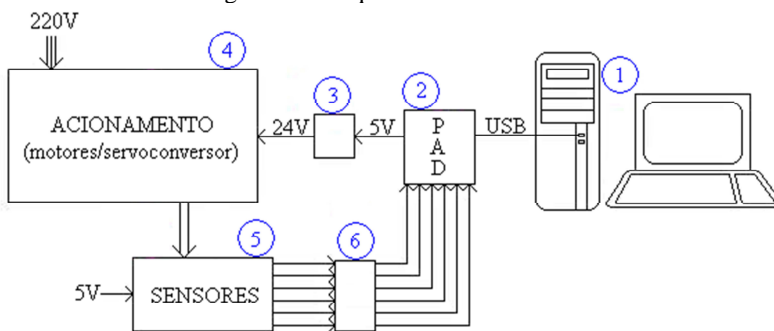 220V
4
ACIONAMENTO
(motores/servoconversor)
24V
3
5V
2
P
A
D
USB
1
5
6
5V
SENSORES